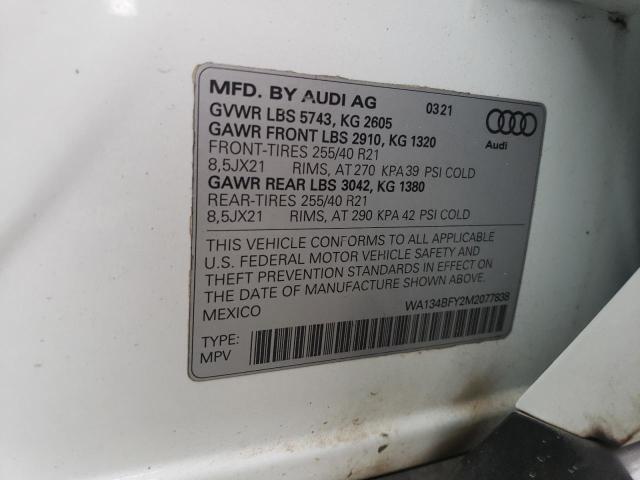 MFD. BY AUDI AG 03 21
GVWR LBS 5743, KG 2605
GAWR FRONT LBS 2910, KG 1320
FRONT-TIRES 255/40 R21
8,5JX21 RIMS, AT 270 KPA 39 PSI COLD
GAWR REAR LBS 3042, KG 1380
REAR-TIRES 255/40 R21
8,5JX21 RIMS, AT 290 KPA 42 PSI COLD
Audi
THIS VEHICLE CONFORMS TO ALL APPLICABLE
U.S. FEDERAL MOTOR VEHICLE SAFETY AND
THEFT PREVENTION STANDARDS IN EFFECT ON
THE DATE OF MANUFACTURE SHOWN ABOVE.
MEXICO WA134BFY2M2077838
TYPE:
MPV